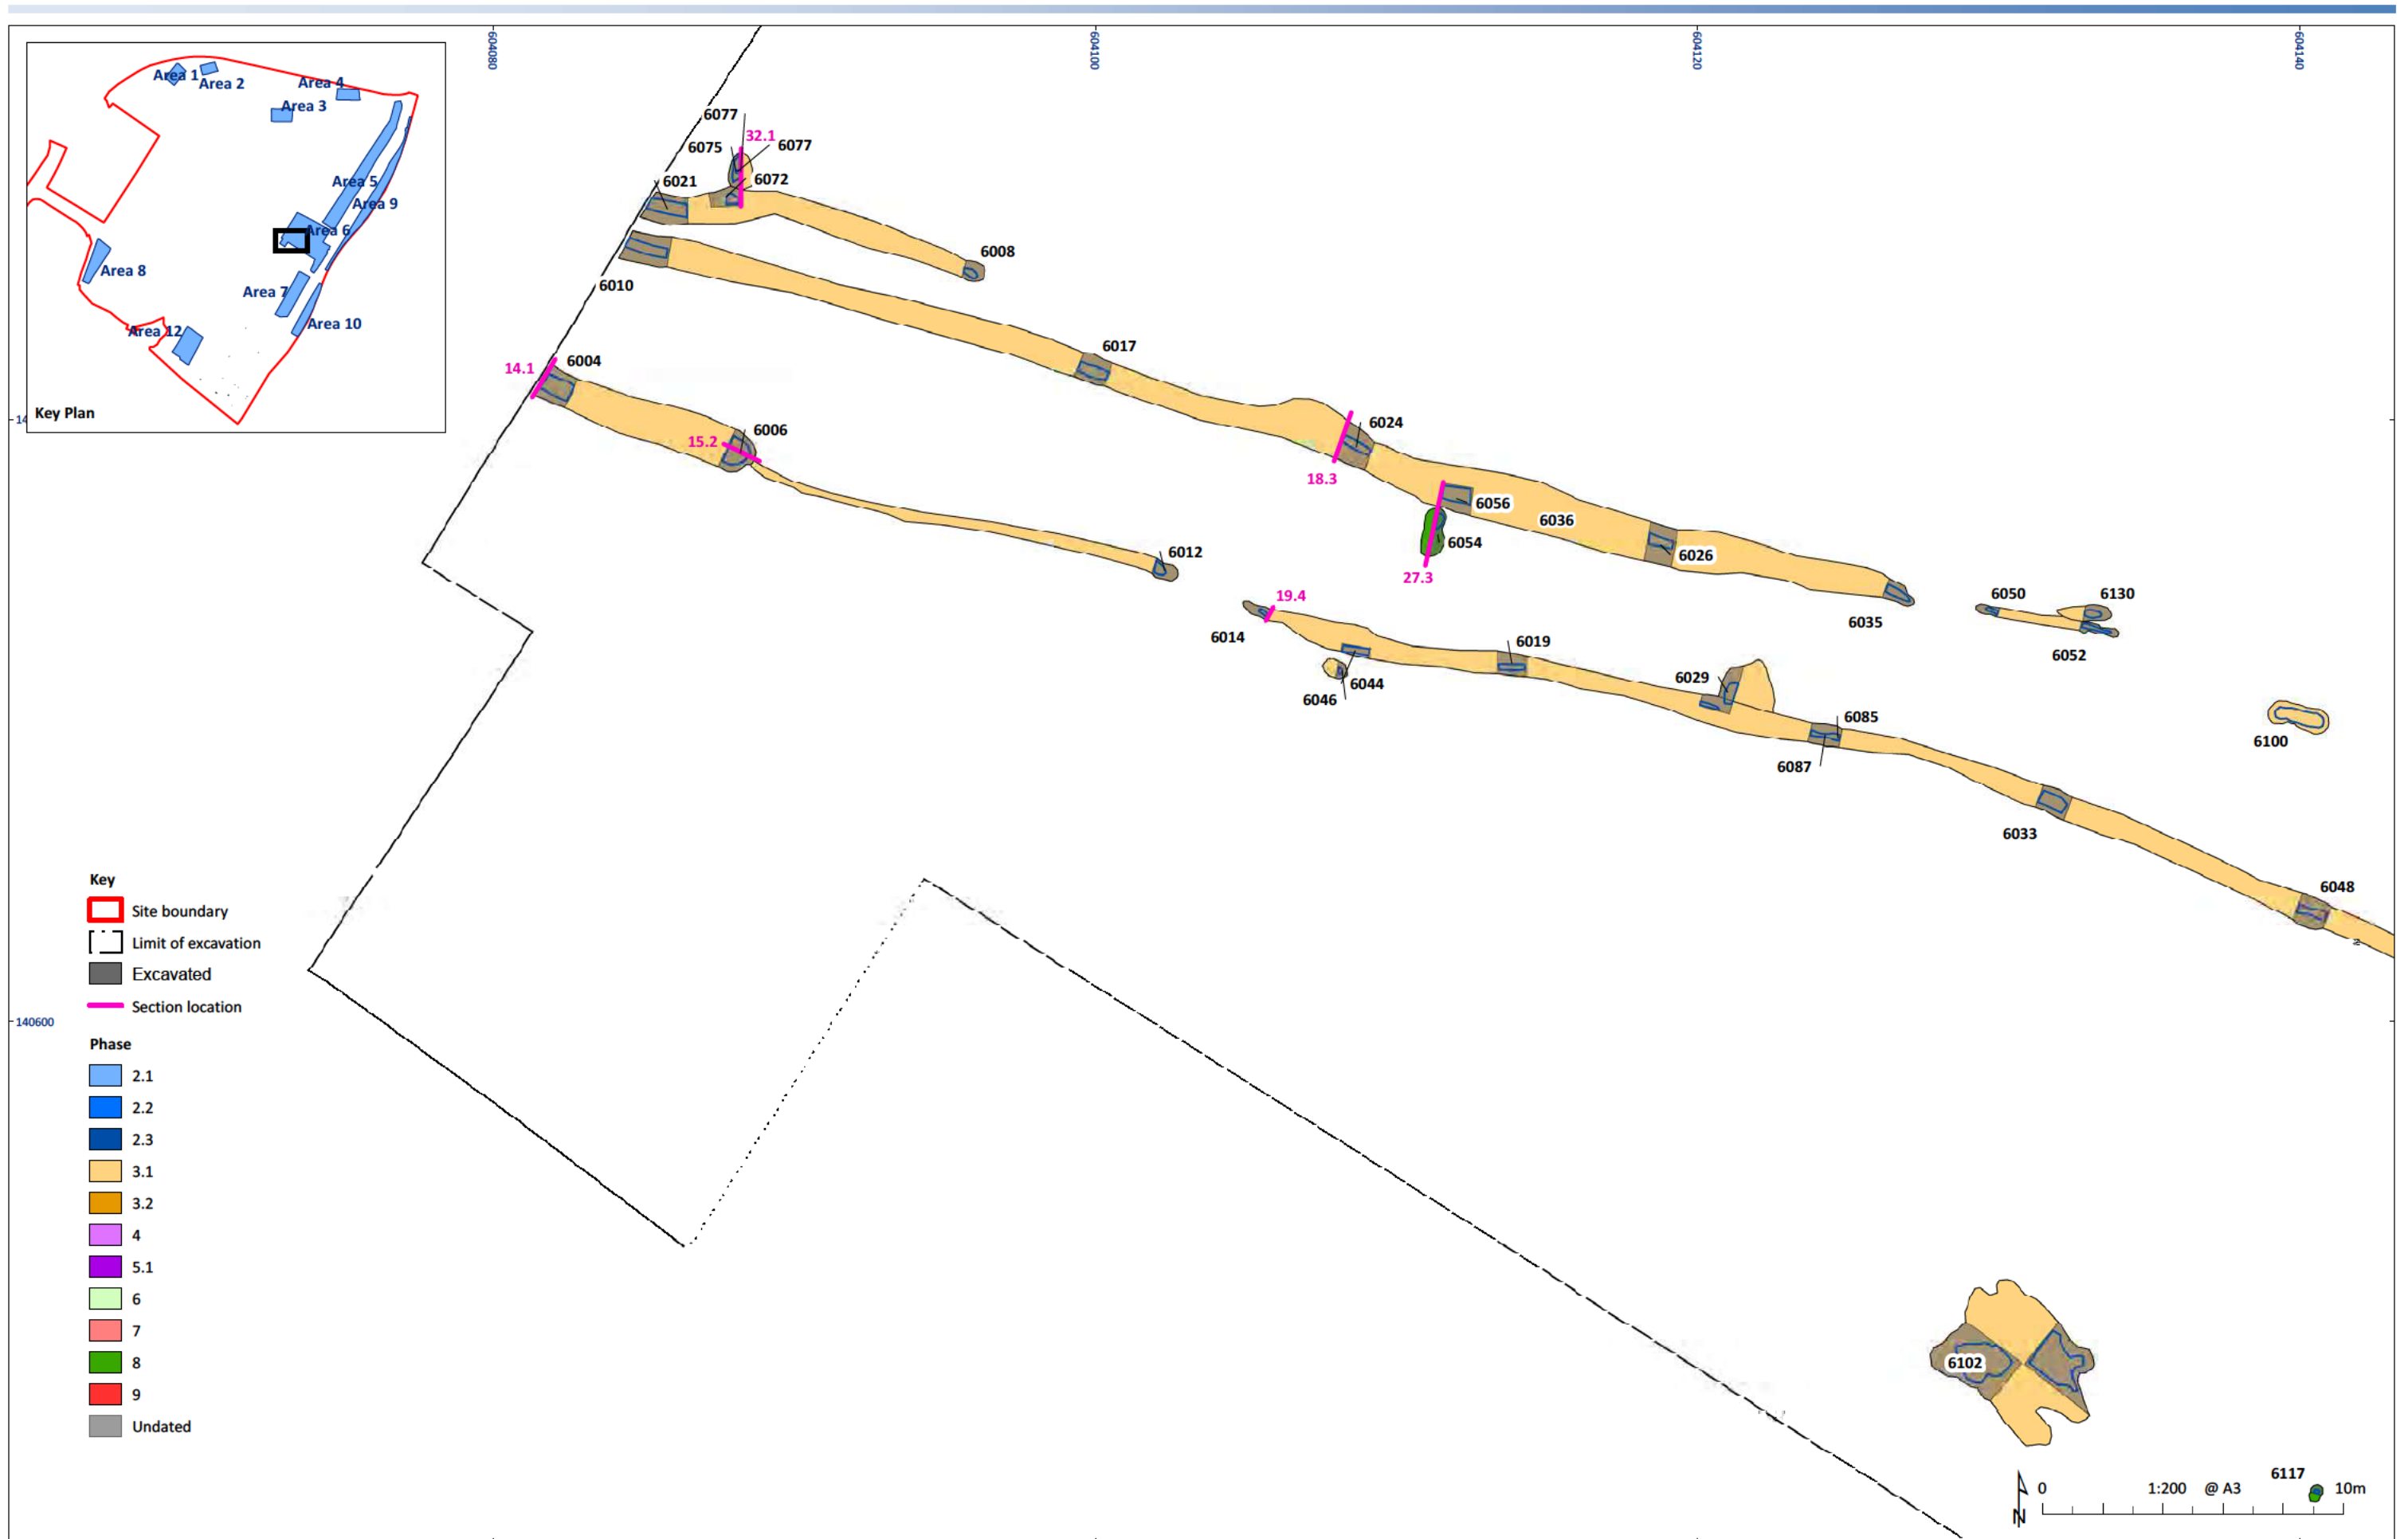 604080
604100
604120
604140
Area 1
Area 2
Area 4
Area 3
Area 5
Area 9
Area 6
Area 8
Area 7
Area 10
Area 12
Key Plan
6077
32.1
6075
6077
6021
6072
6008
6010
6017
14.1
6004
6024
15.2
6006
18.3
6056
6036
6054
6026
6012
27.3
19.4
6050
6130
6035
6014
6019
6052
6029
6044
6046
6085
6100
6087
6033
6048
140600
Key
Site boundary
Limit of excavation
Excavated
Section location
Phase
2.1
2.2
2.3
3.1
3.2
4
5.1
6
7
8
9
Undated
6102
6117
N
0 1:200 @ A3 10m